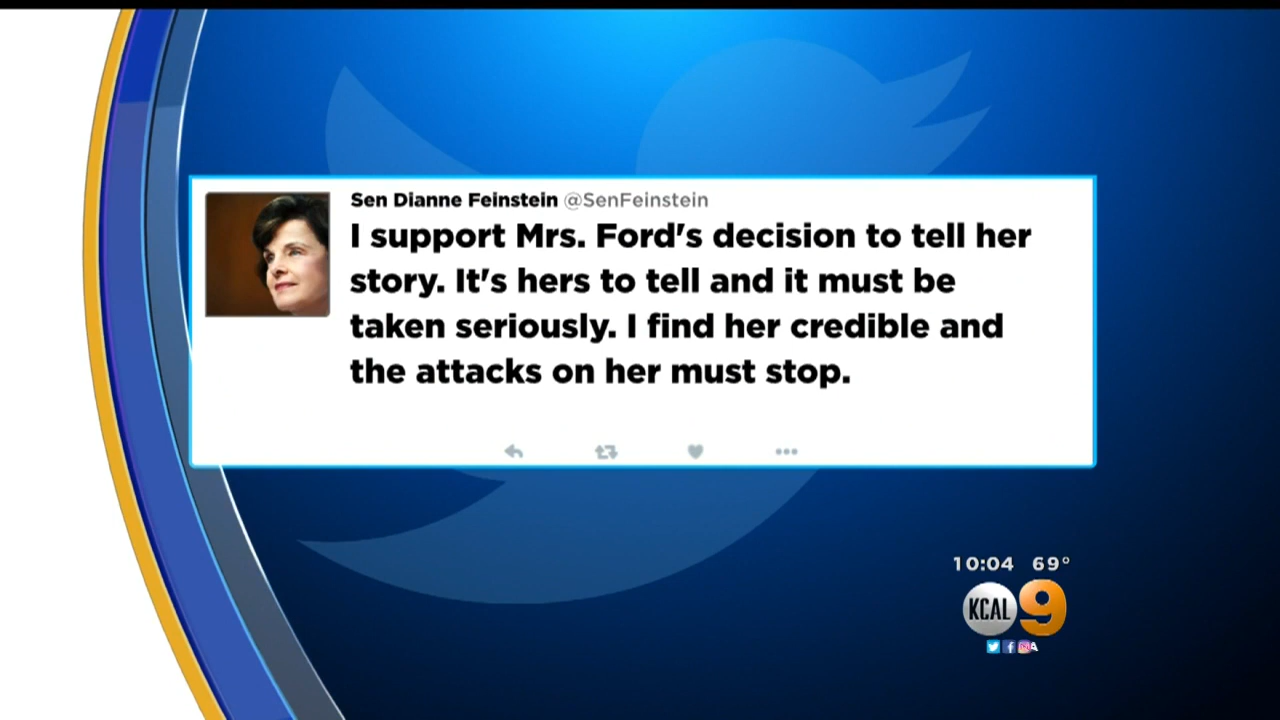 Sen Dianne Feinstein @SenFeinstein
I support Mrs. Ford's decision to tell her
story. It's hers to tell and it must be
taken seriously. I find her credible and
the attacks on her must stop.
10:04 69°
KCAL 9